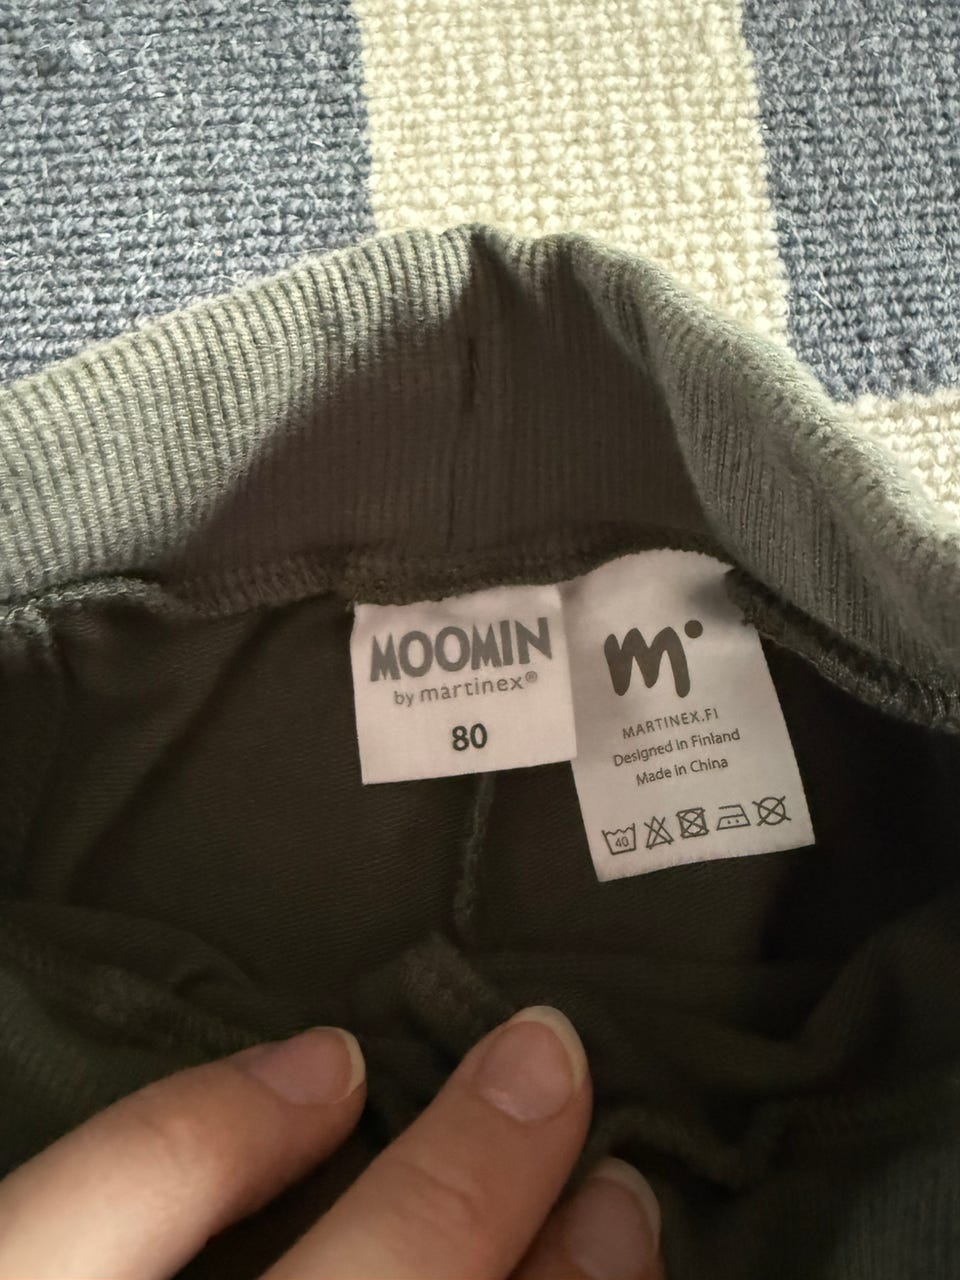 MOOMIN
by martinex®
80
m
MARTINEX.FI
Designed in Finland
Made in China
40